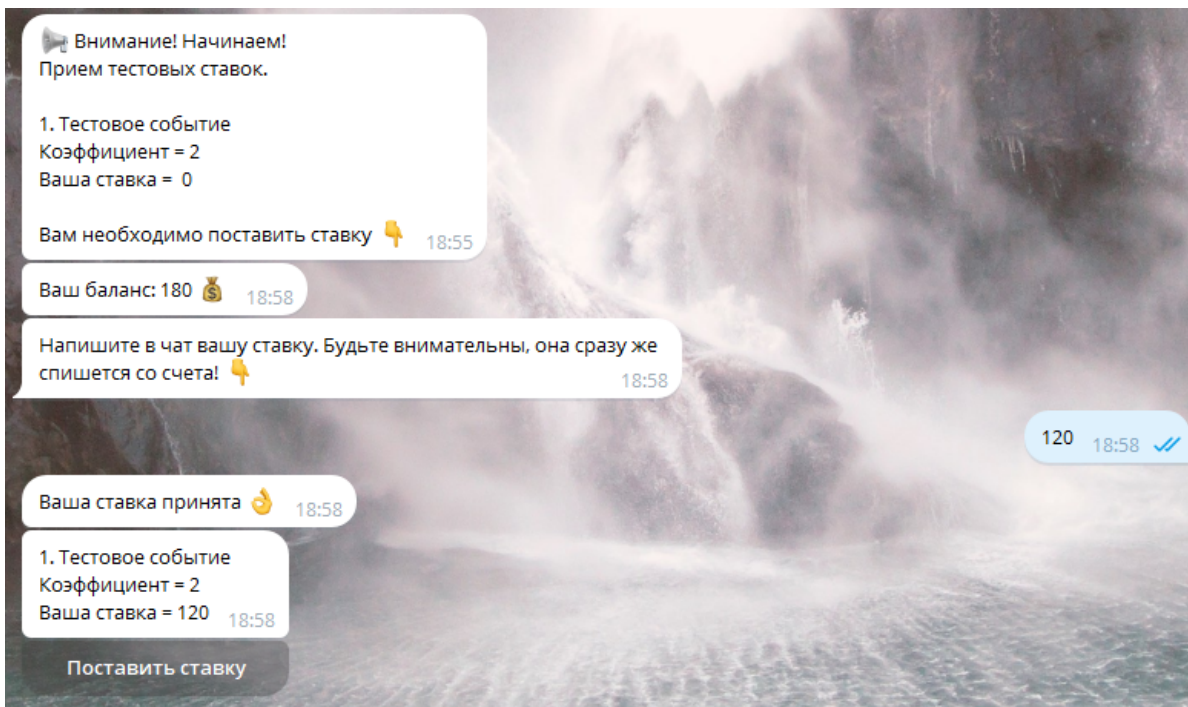 📢 Внимание! Начинаем!
Прием тестовых ставок.
1. Тестовое событие
Коэффициент = 2
Ваша ставка =  0
Вам необходимо поставить ставку 👇 18:55
Ваш баланс: 180 💰 18:58
Напишите в чат вашу ставку. Будьте внимательны, она сразу же
спишется со счета! 👇 18:58
120 18:58
Ваша ставка принята 👌 18:58
1. Тестовое событие
Коэффициент = 2
Ваша ставка = 120 18:58
Поставить ставку